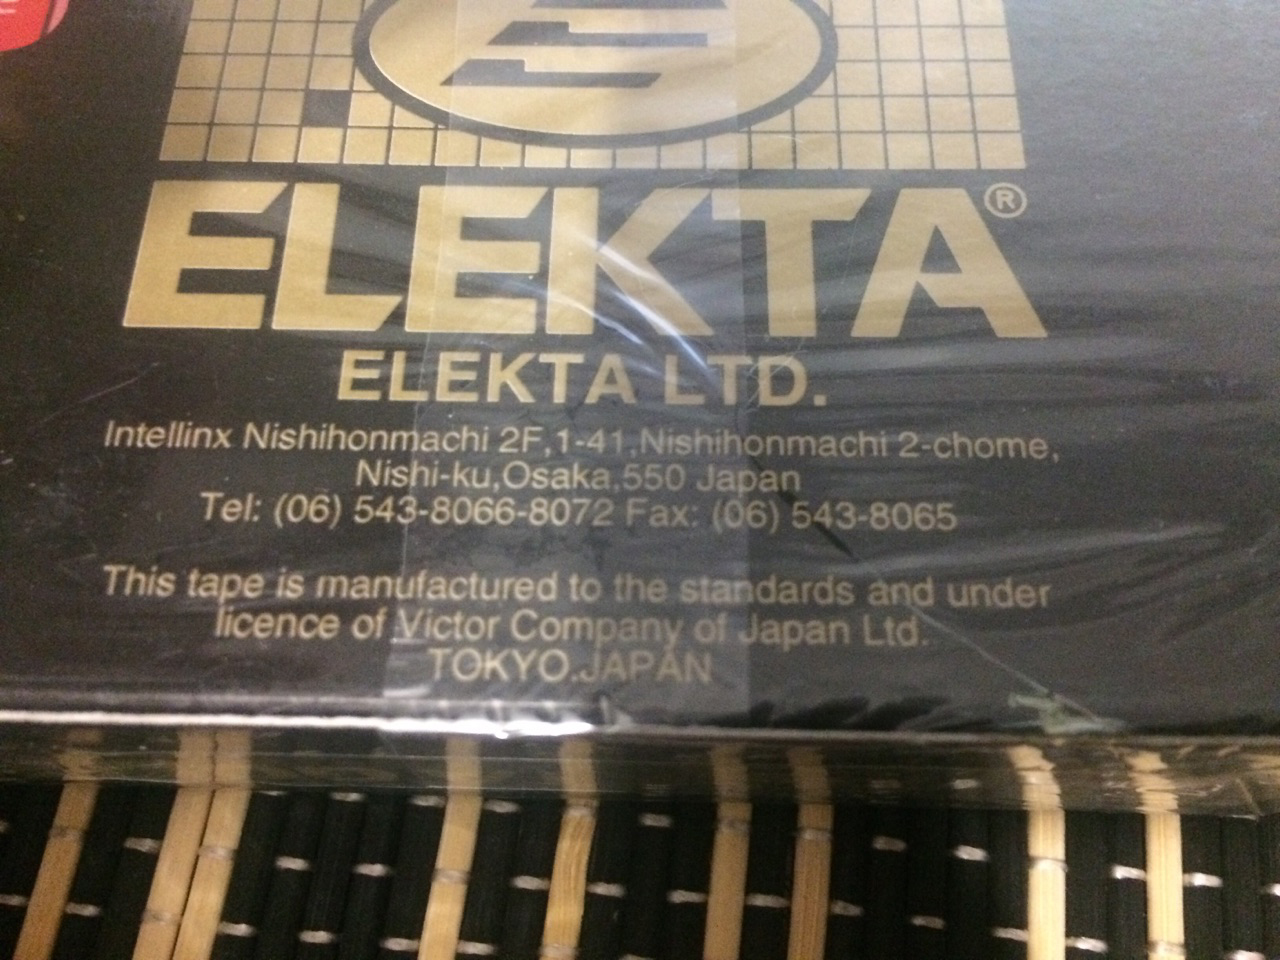 ELEKTA®
ELEKTA LTD.
Intellinx Nishihonmachi 2F,1-41,Nishihonmachi 2-chome,
Nishi-ku,Osaka,550 Japan
Tel: (06) 543-8066-8072 Fax: (06) 543-8065
This tape is manufactured to the standards and under
licence of Victor Company of Japan Ltd.
TOKYO.JAPAN